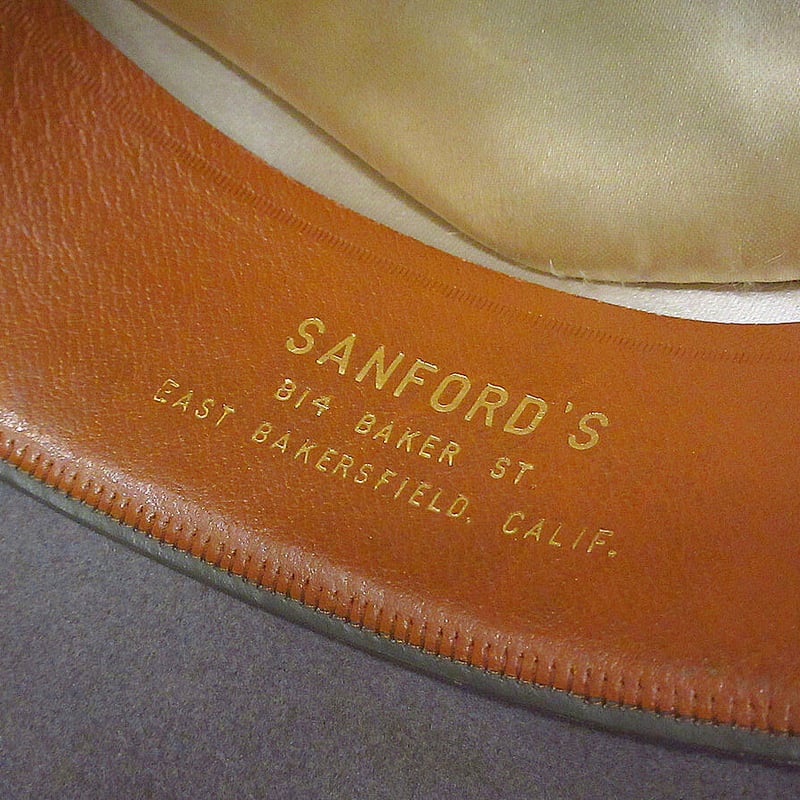 SANFORD'S
814 BAKER ST.
EAST BAKERSFIELD, CALIF.